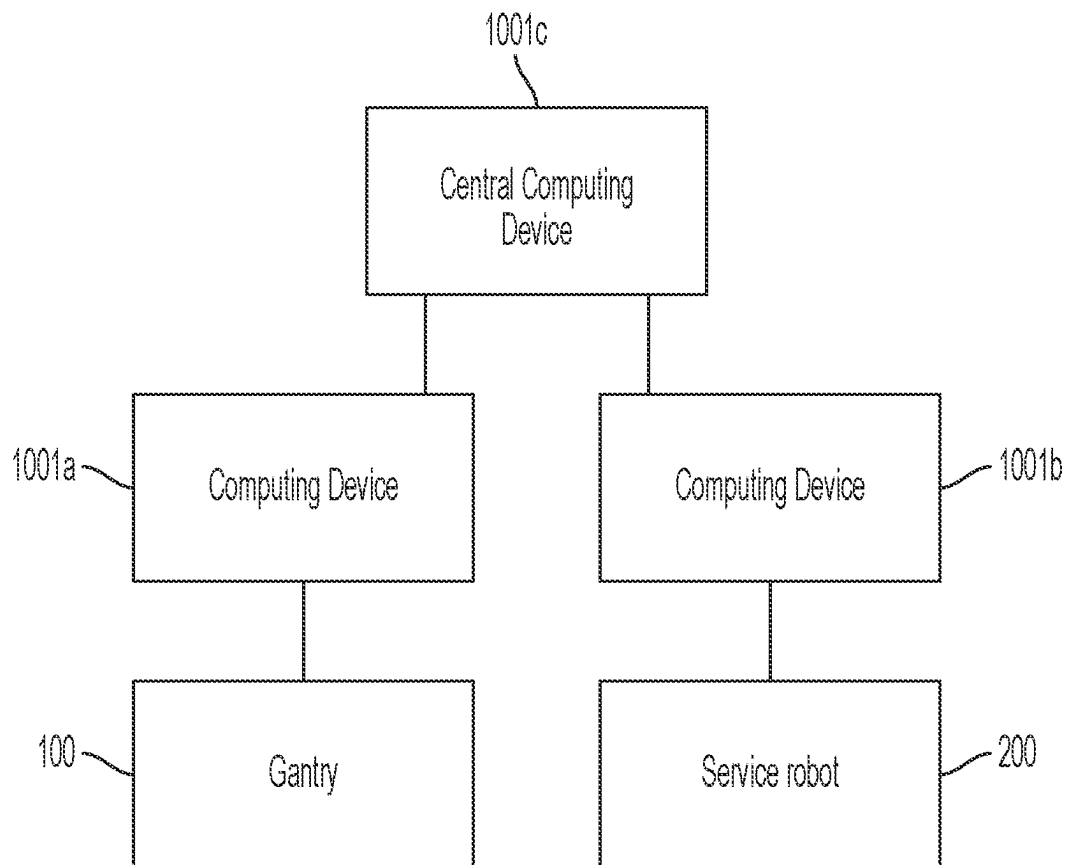 1001c
Central Computing
Device
1001a
Computing Device
Computing Device
1001b
100
Gantry
Service robot
200